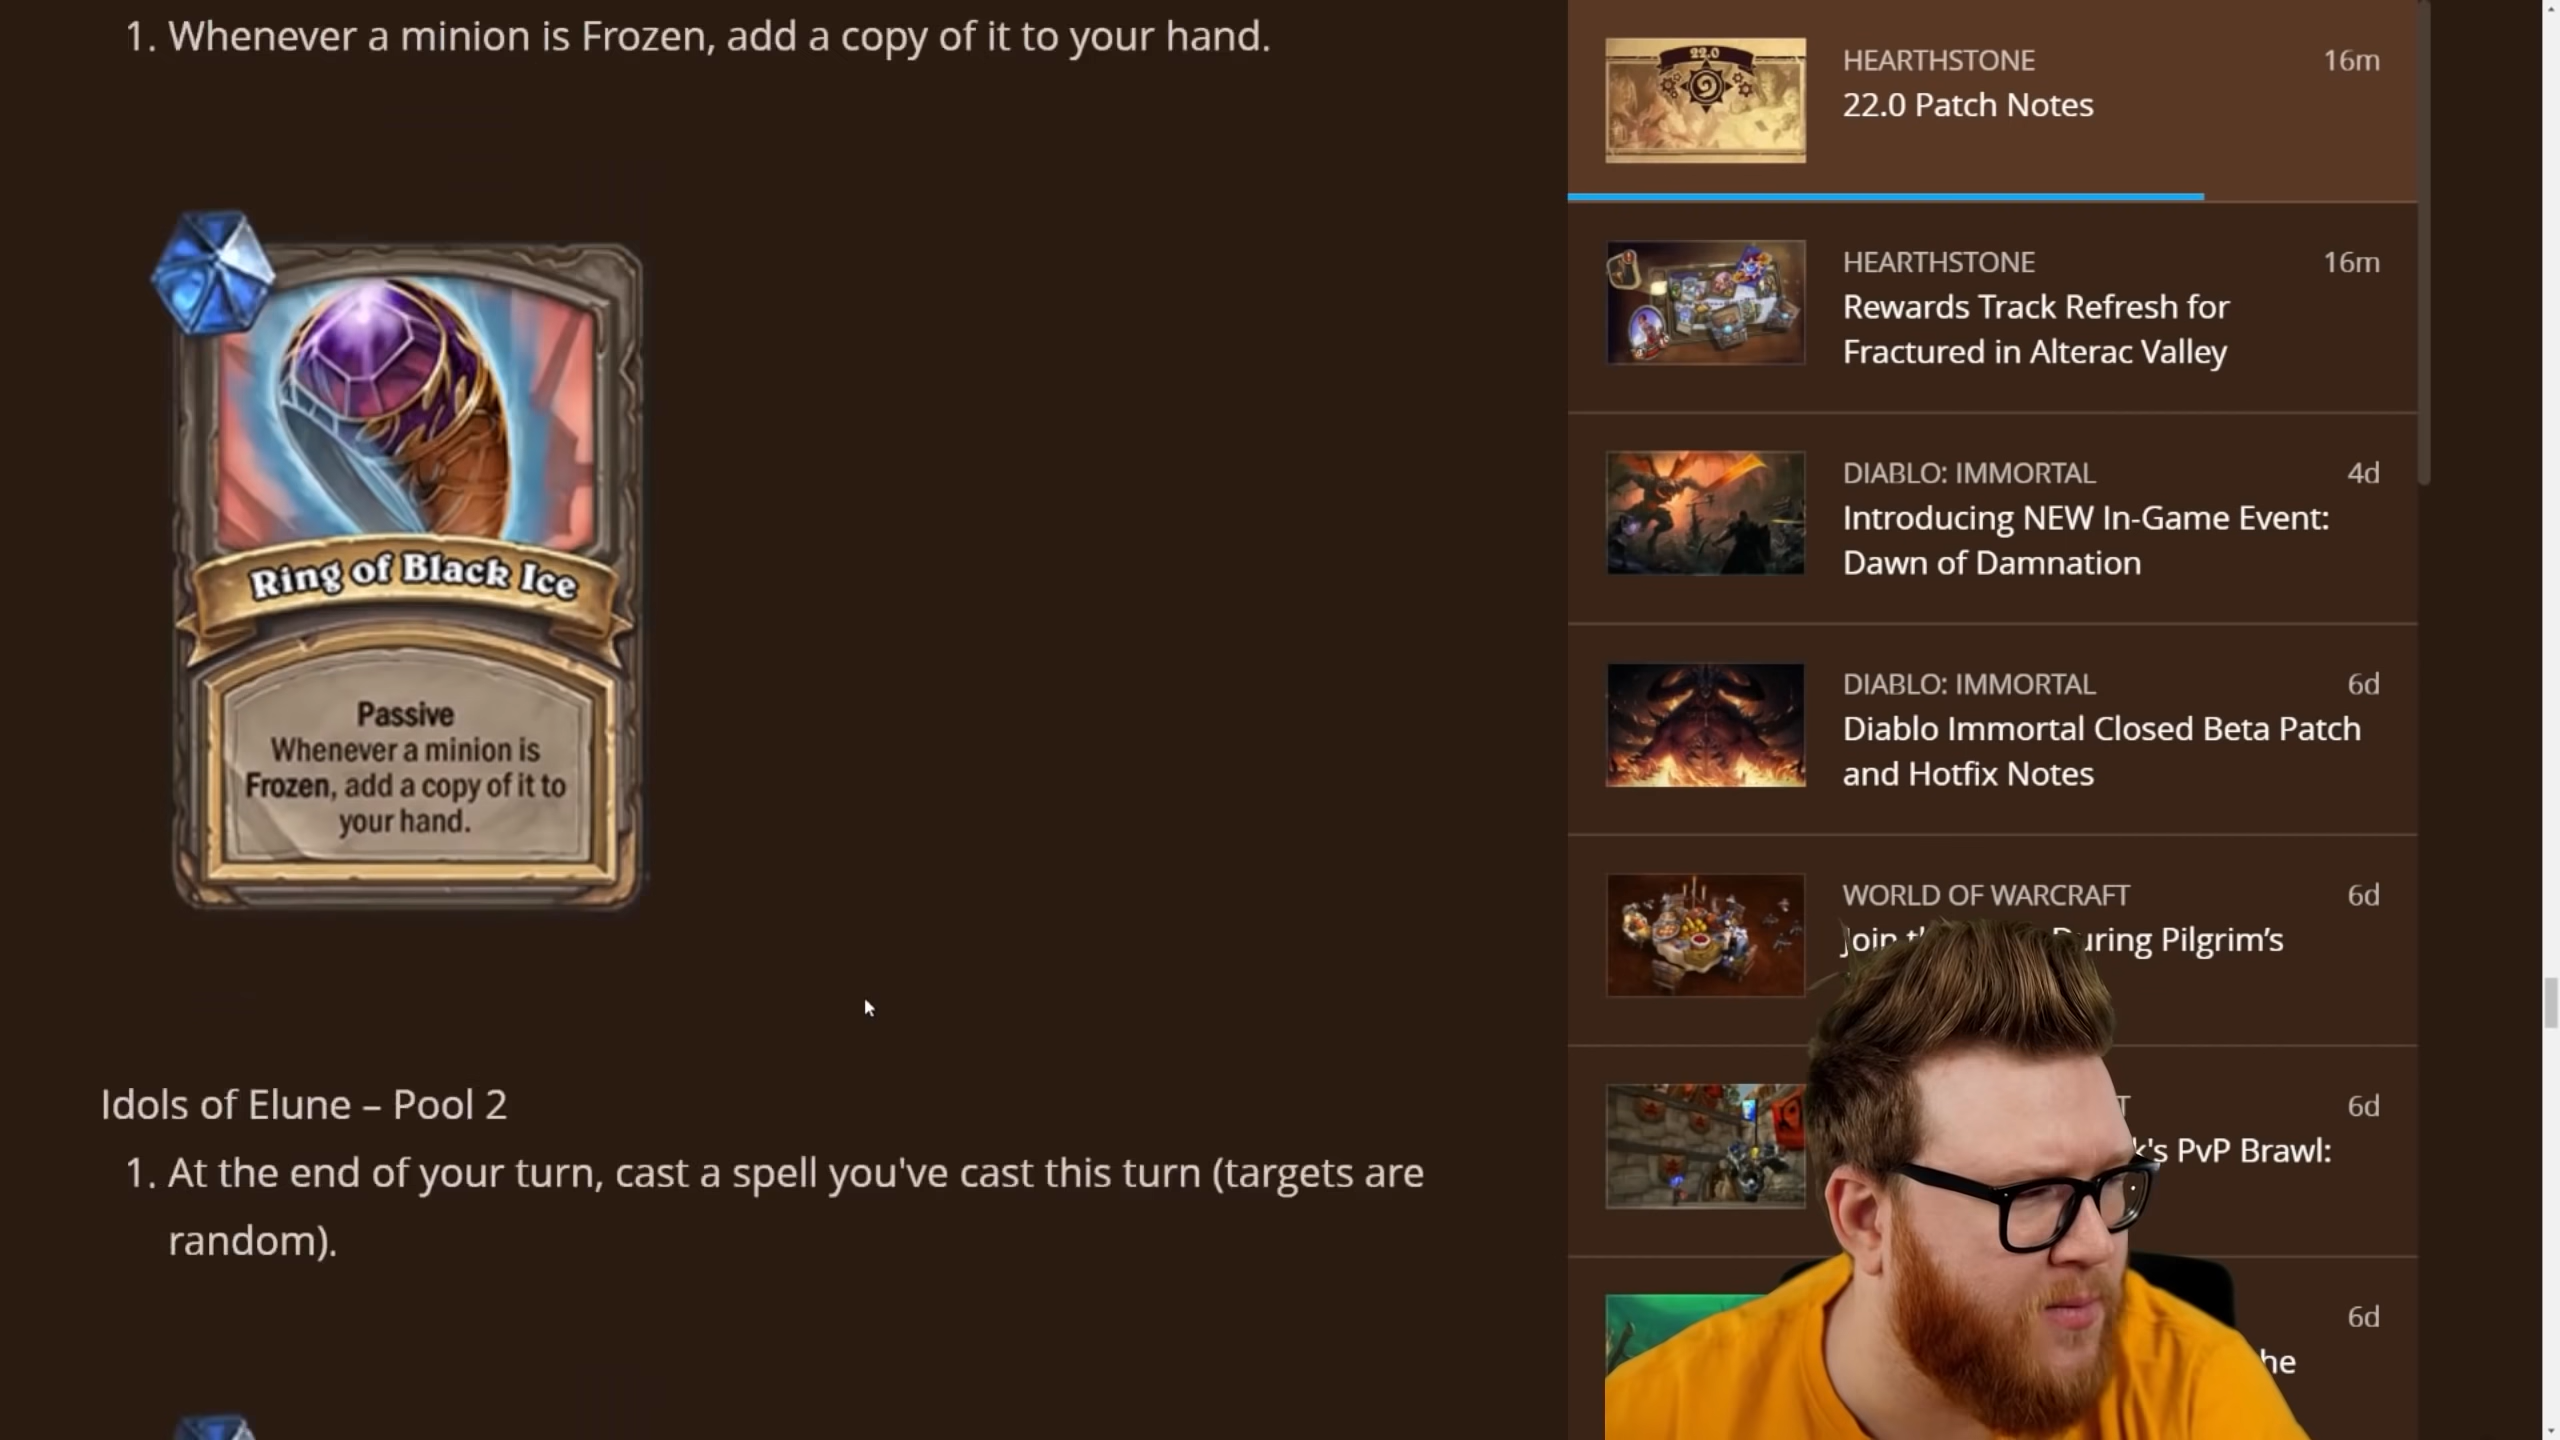 1. Whenever a minion is Frozen, add a copy of it to your hand.
Ring of Black Ice
Passive
Whenever a minion is
Frozen, add a copy of it to
your hand.
Idols of Elune – Pool 2
1. At the end of your turn, cast a spell you've cast this turn (targets are
random).
22.0
HEARTHSTONE 16m
22.0 Patch Notes
HEARTHSTONE 16m
Rewards Track Refresh for
Fractured in Alterac Valley
DIABLO: IMMORTAL 4d
Introducing NEW In-Game Event:
Dawn of Damnation
DIABLO: IMMORTAL 6d
Diablo Immortal Closed Beta Patch
and Hotfix Notes
WORLD OF WARCRAFT 6d
Join During Pilgrim's
6d
PvP Brawl:
6d